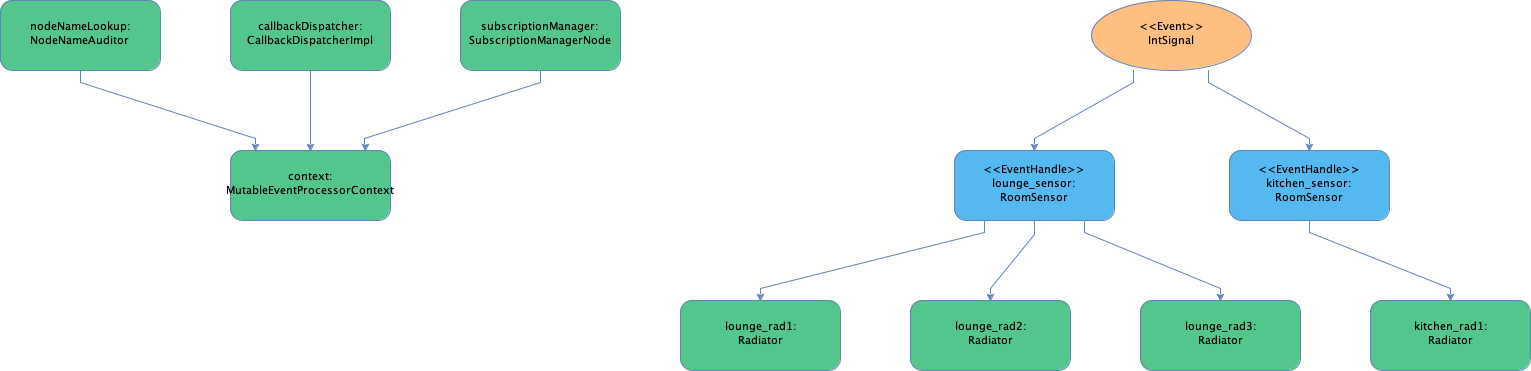 nodeNameLookup:
NodeNameAuditor
callbackDispatcher:
CallbackDispatcherImpl
subscriptionManager:
SubscriptionManagerNode
<<Event>>
IntSignal
context:
MutableEventProcessorContext
<<EventHandle>>
lounge_sensor:
RoomSensor
<<EventHandle>>
kitchen_sensor:
RoomSensor
lounge_rad1:
Radiator
lounge_rad2:
Radiator
lounge_rad3:
Radiator
kitchen_rad1:
Radiator